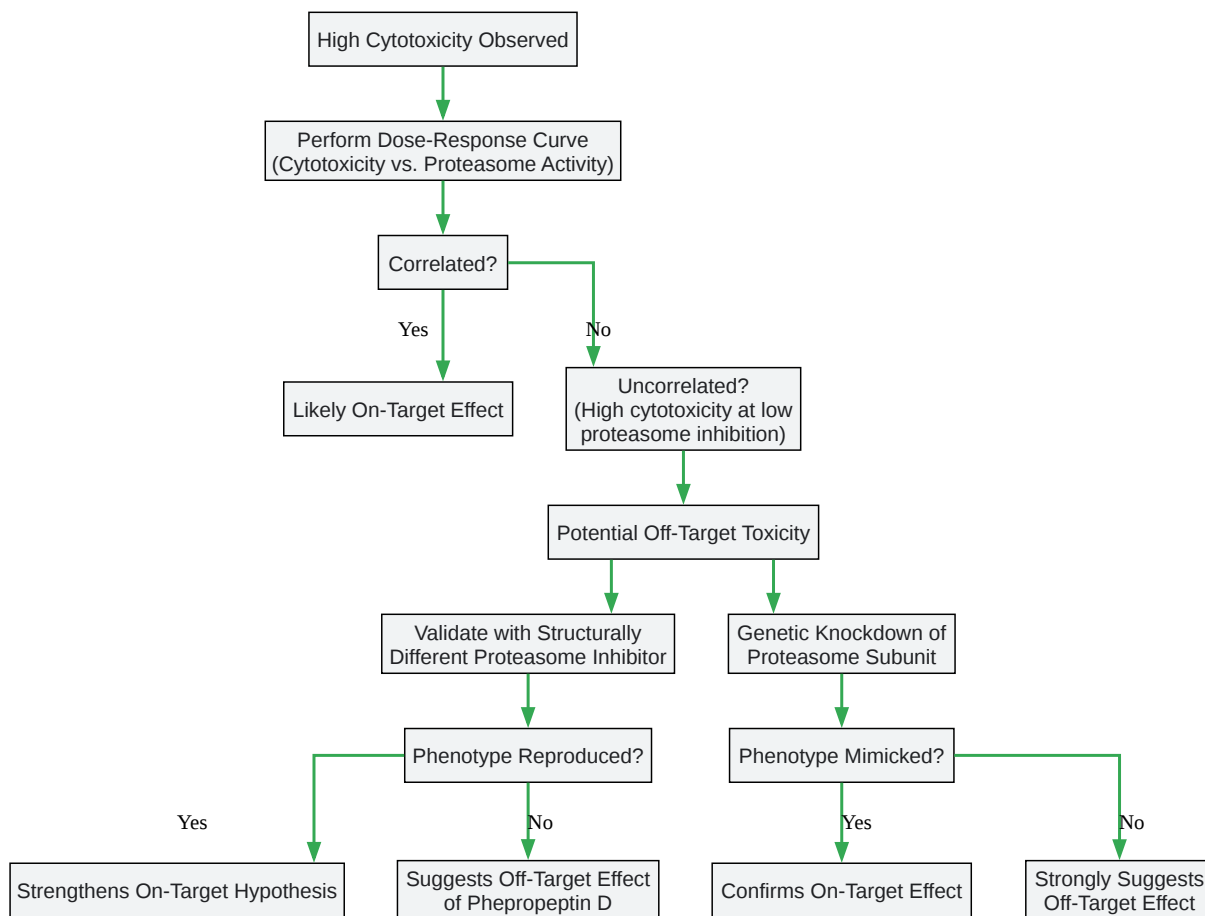 High Cytotoxicity Observed
Perform Dose-Response Curve
(Cytotoxicity vs. Proteasome Activity)
Correlated?
Yes
No
Likely On-Target Effect
Uncorrelated?
(High cytotoxicity at low
proteasome inhibition)
Potential Off-Target Toxicity
Validate with Structurally
Different Proteasome Inhibitor
Genetic Knockdown of
Proteasome Subunit
Phenotype Reproduced?
Phenotype Mimicked?
Yes
No
Yes
No
Strengthens On-Target Hypothesis
Suggests Off-Target Effect
of Phepropeptin D
Confirms On-Target Effect
Strongly Suggests
Off-Target Effect